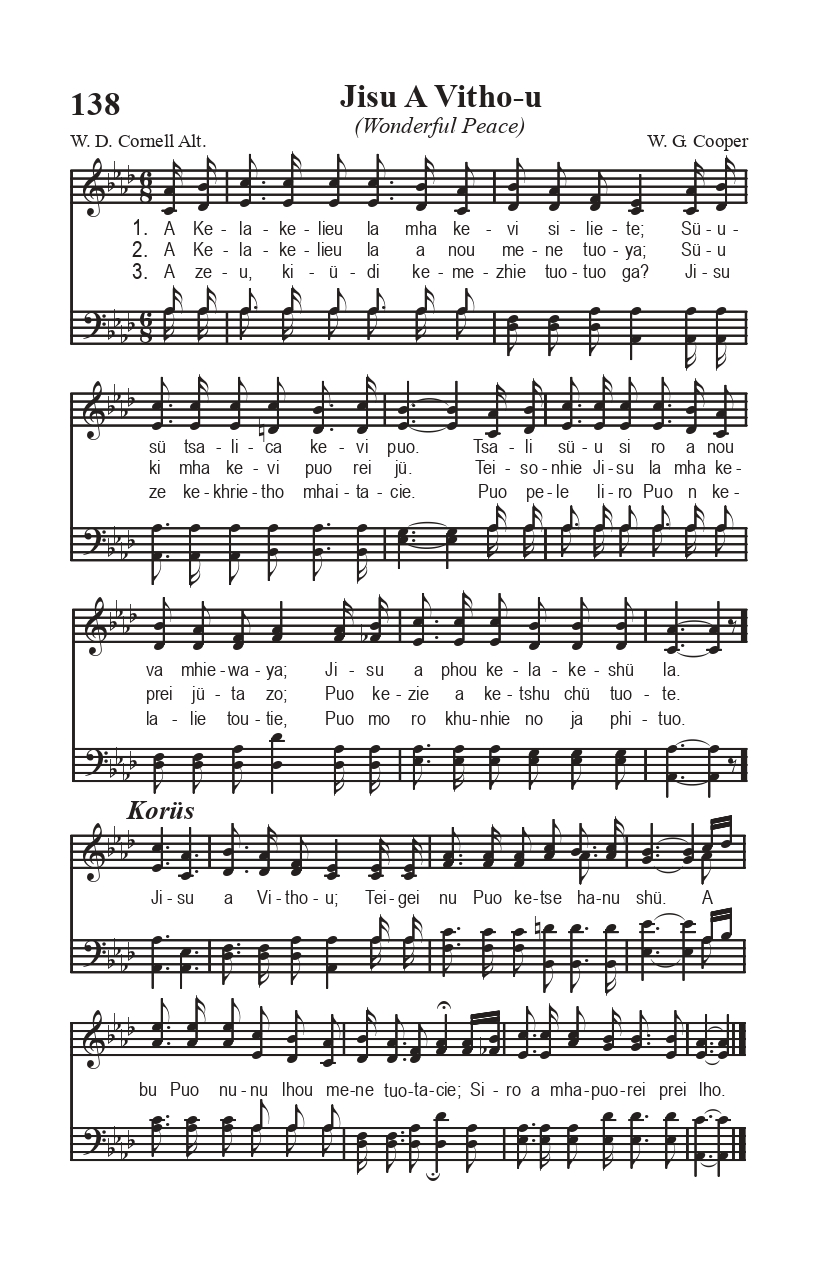 138
Jisu A Vitho-u
(Wonderful Peace)
W. D. Cornell Alt. W. G. Cooper
1. A Ke - la - ke - lieu la mha ke - vi si - lie - te; Sü - u -
2. A Ke - la - ke - lieu la a nou me - ne tuo - ya; Sü - u
3. A ze - u, ki - ü - di ke - me - zhie tuo - tuo ga? Ji - su
sü tsa - li - ca ke - vi puo. Tsa - li sü - u si ro a nou
ki mha ke - vi puo rei jü. Tei - so - nhie Ji - su la mha ke -
ze ke - khrie - tho mhai - ta - cie. Puo pe - le li - ro Puo n ke -
va mhie - wa - ya; Ji - su a phou ke - la - ke - shü la.
prei jü - ta zo; Puo ke - zie a ke - tshu chü tuo - te.
la - lie tou - tie, Puo mo ro khu - nhie no ja phi - tuo.
Korüs
Ji - su a Vi - tho - u; Tei - gei nu Puo ke - tse ha - nu shü. A
bu Puo nu - nu lhou me - ne tuo - ta - cie; Si - ro a mha - puo - rei prei lho.